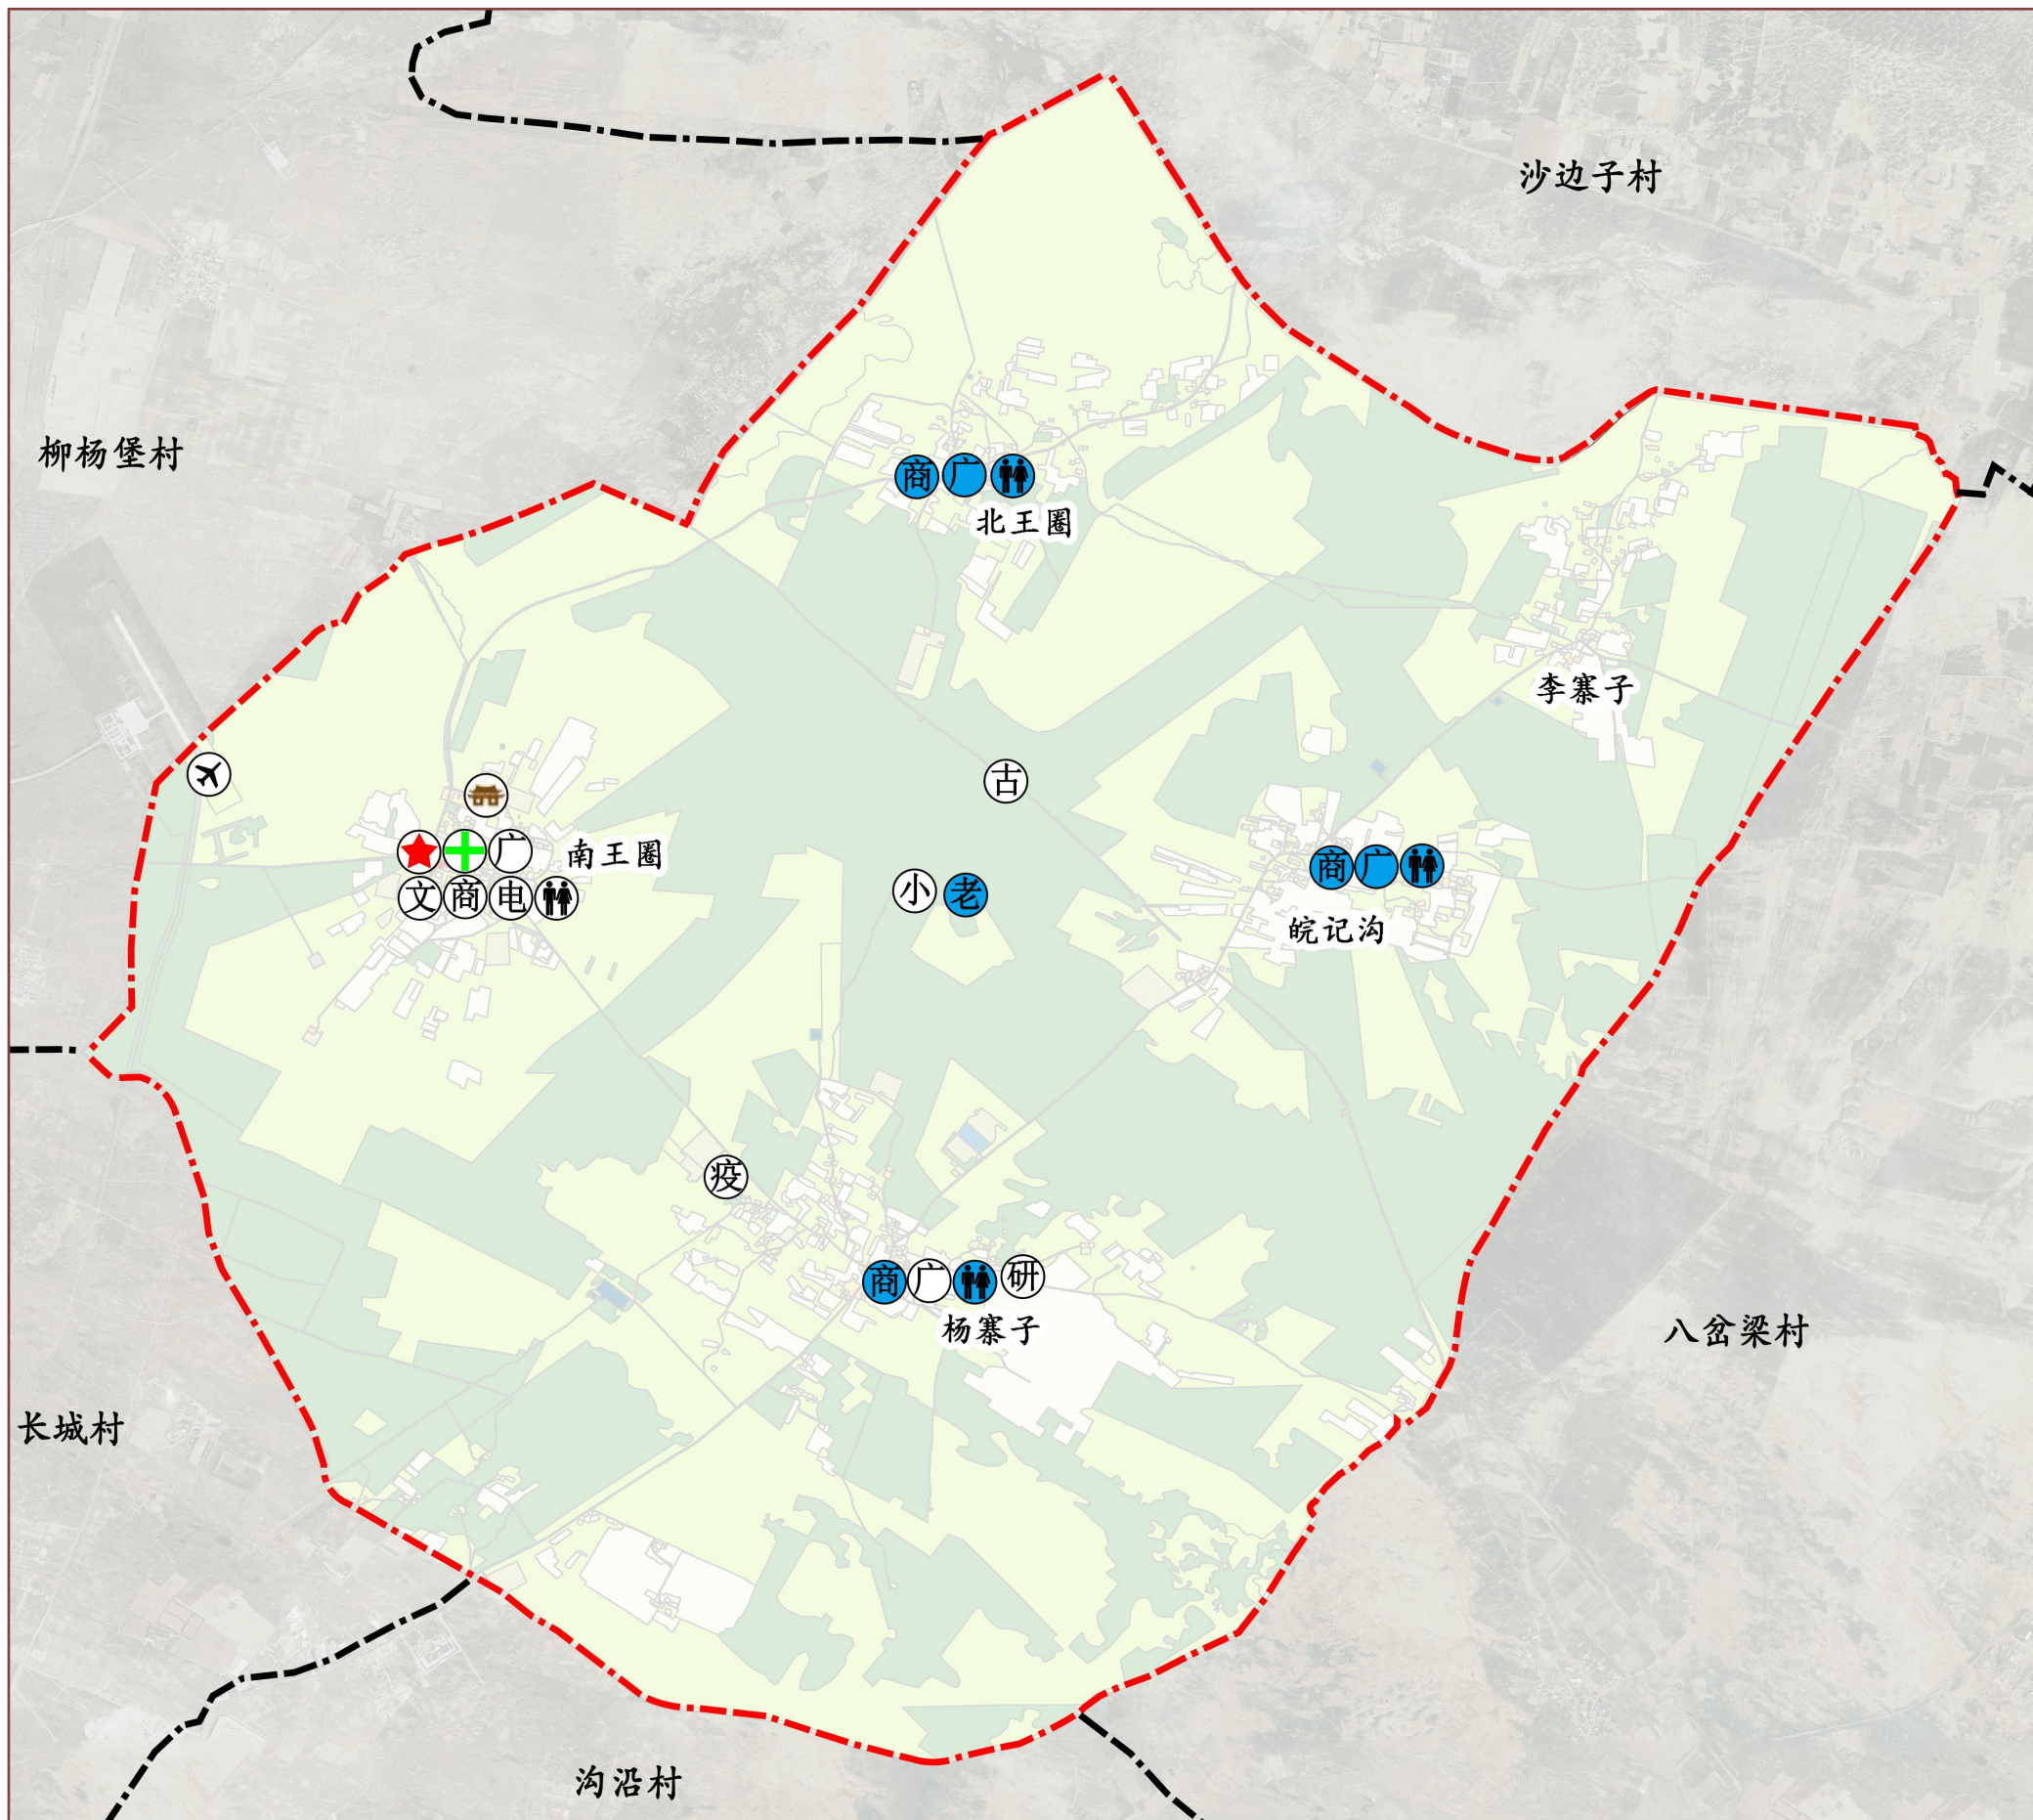 沙边子村
柳杨堡村
商 广
北王圈
李寨子
古
广
南王圈
文 商 电
小 老
商 广
皖记沟
疫
商 广 研
杨寨子
八岔梁村
长城村
沟沿村